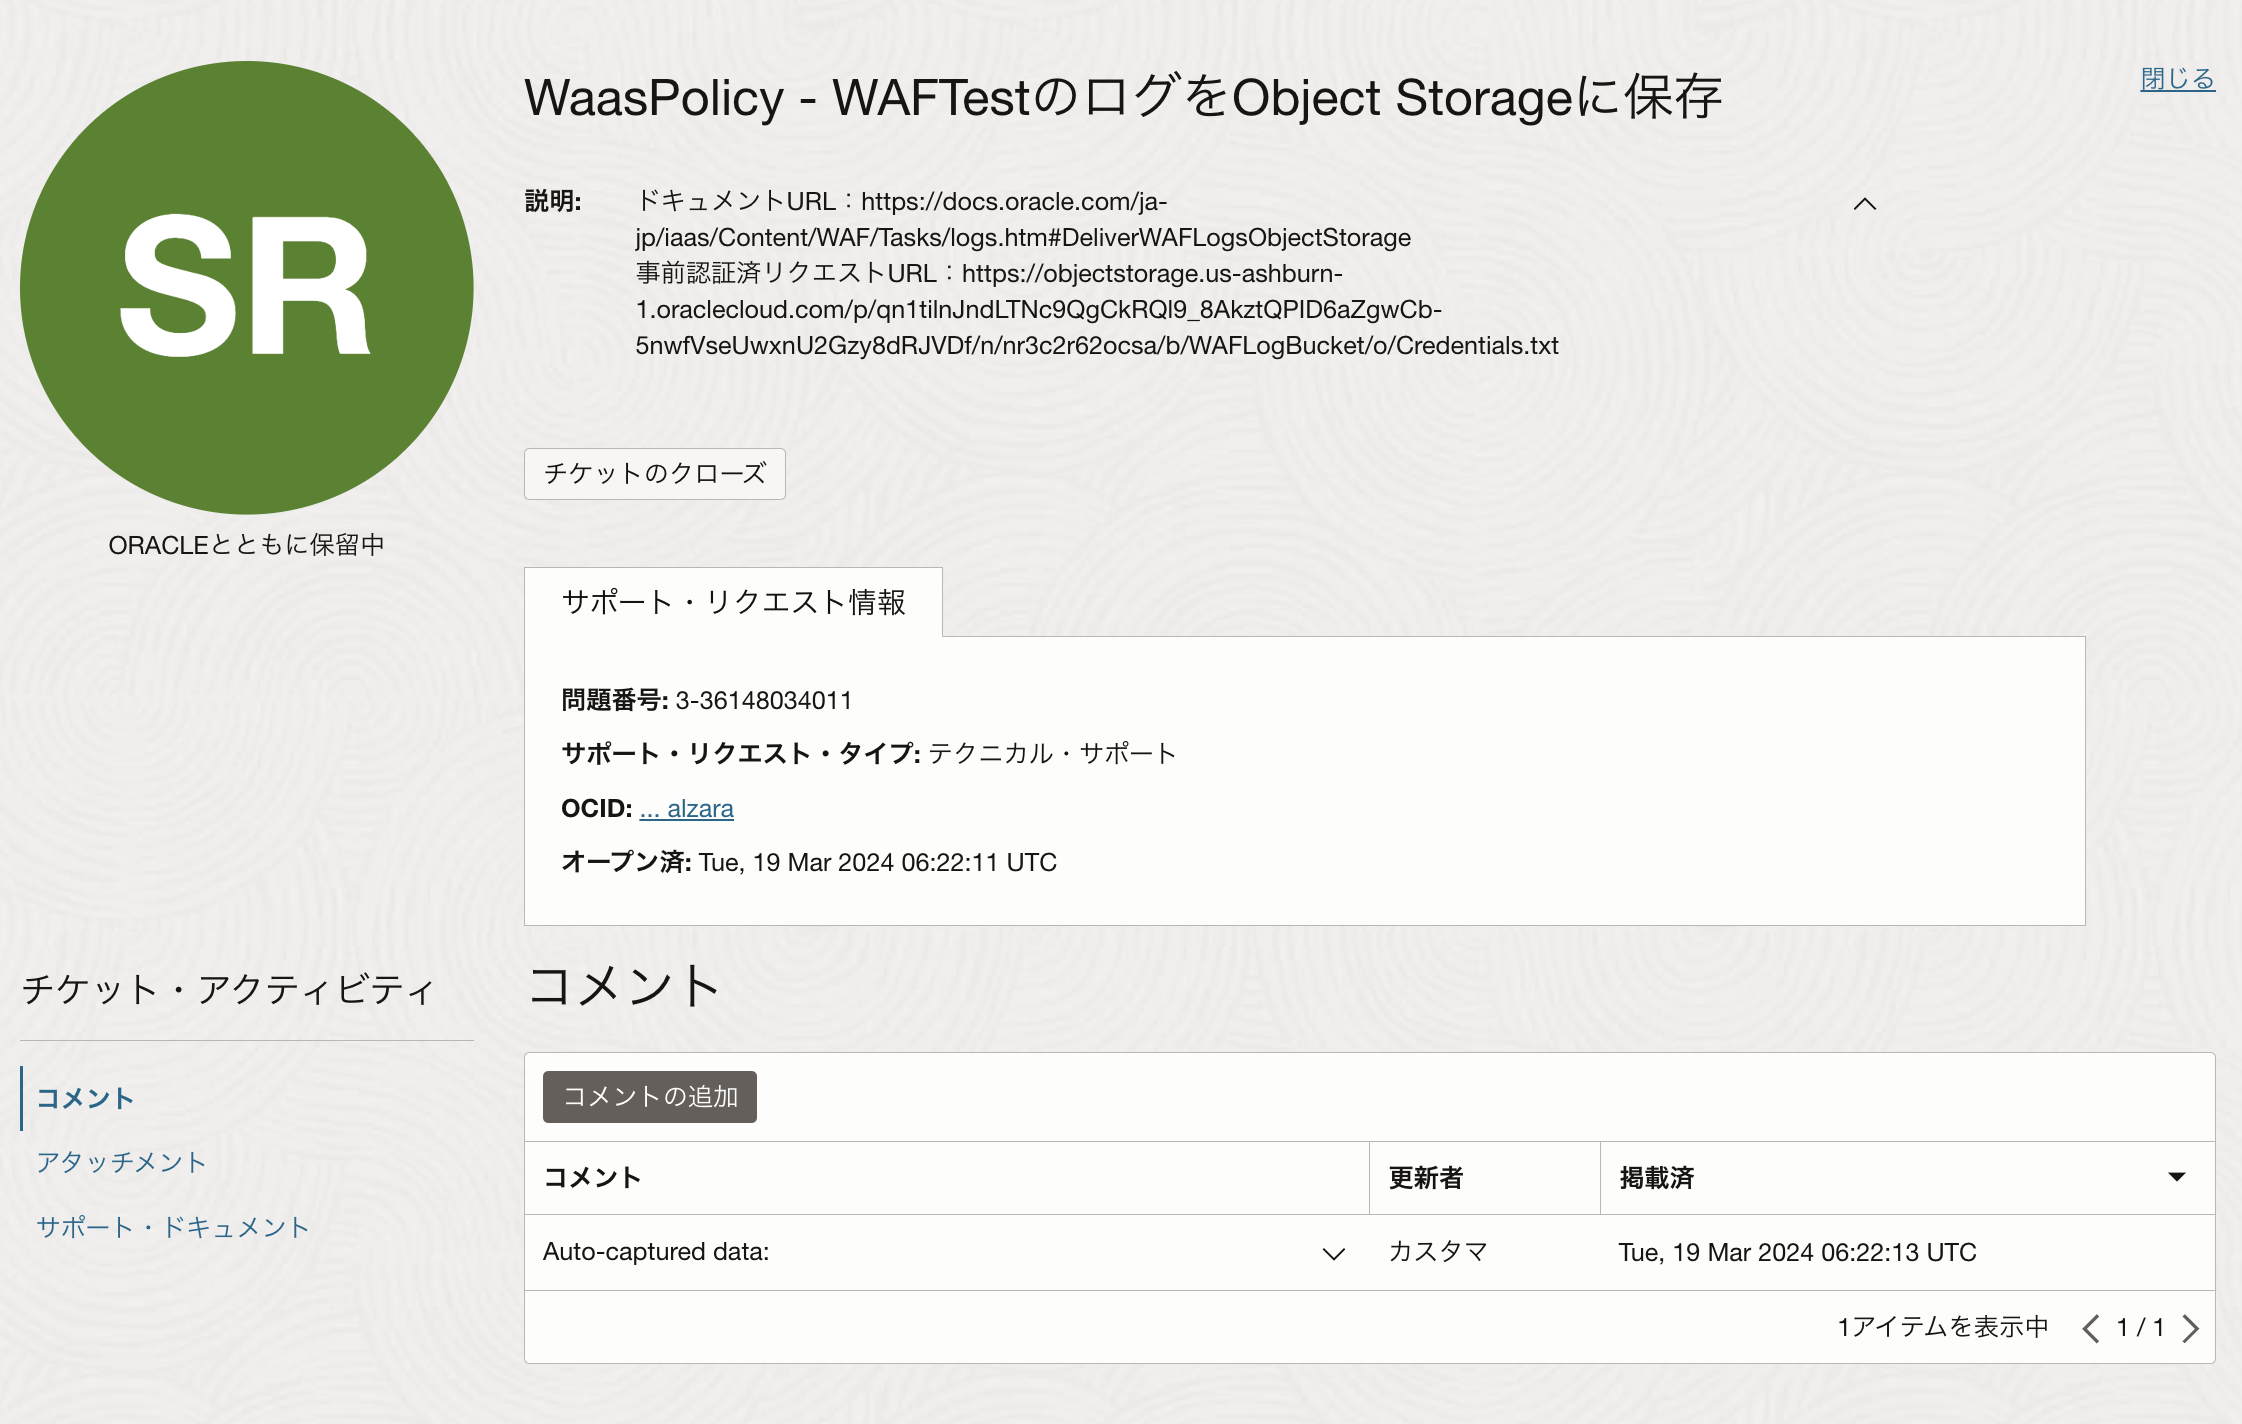 SR
ORACLEとともに保留中
WaasPolicy - WAFTestのログをObject Storageに保存
閉じる
説明:
ドキュメントURL：https://docs.oracle.com/ja-
jp/iaas/Content/WAF/Tasks/logs.htm#DeliverWAFLogsObjectStorage
事前認証済リクエストURL：https://objectstorage.us-ashburn-
1.oraclecloud.com/p/qn1tilnJndLTNc9QgCkRQl9_8AkztQPID6aZgwCb-
5nwfVseUwxnU2Gzy8dRJVDf/n/nr3c2r62ocsa/b/WAFLogBucket/o/Credentials.txt
チケットのクローズ
サポート・リクエスト情報
問題番号: 3-36148034011
サポート・リクエスト・タイプ: テクニカル・サポート
OCID: ... alzara
オープン済: Tue, 19 Mar 2024 06:22:11 UTC
チケット・アクティビティ
コメント
アタッチメント
サポート・ドキュメント
コメント
コメントの追加
コメント 更新者 掲載済
Auto-captured data: カスタマ Tue, 19 Mar 2024 06:22:13 UTC
1アイテムを表示中 1 / 1